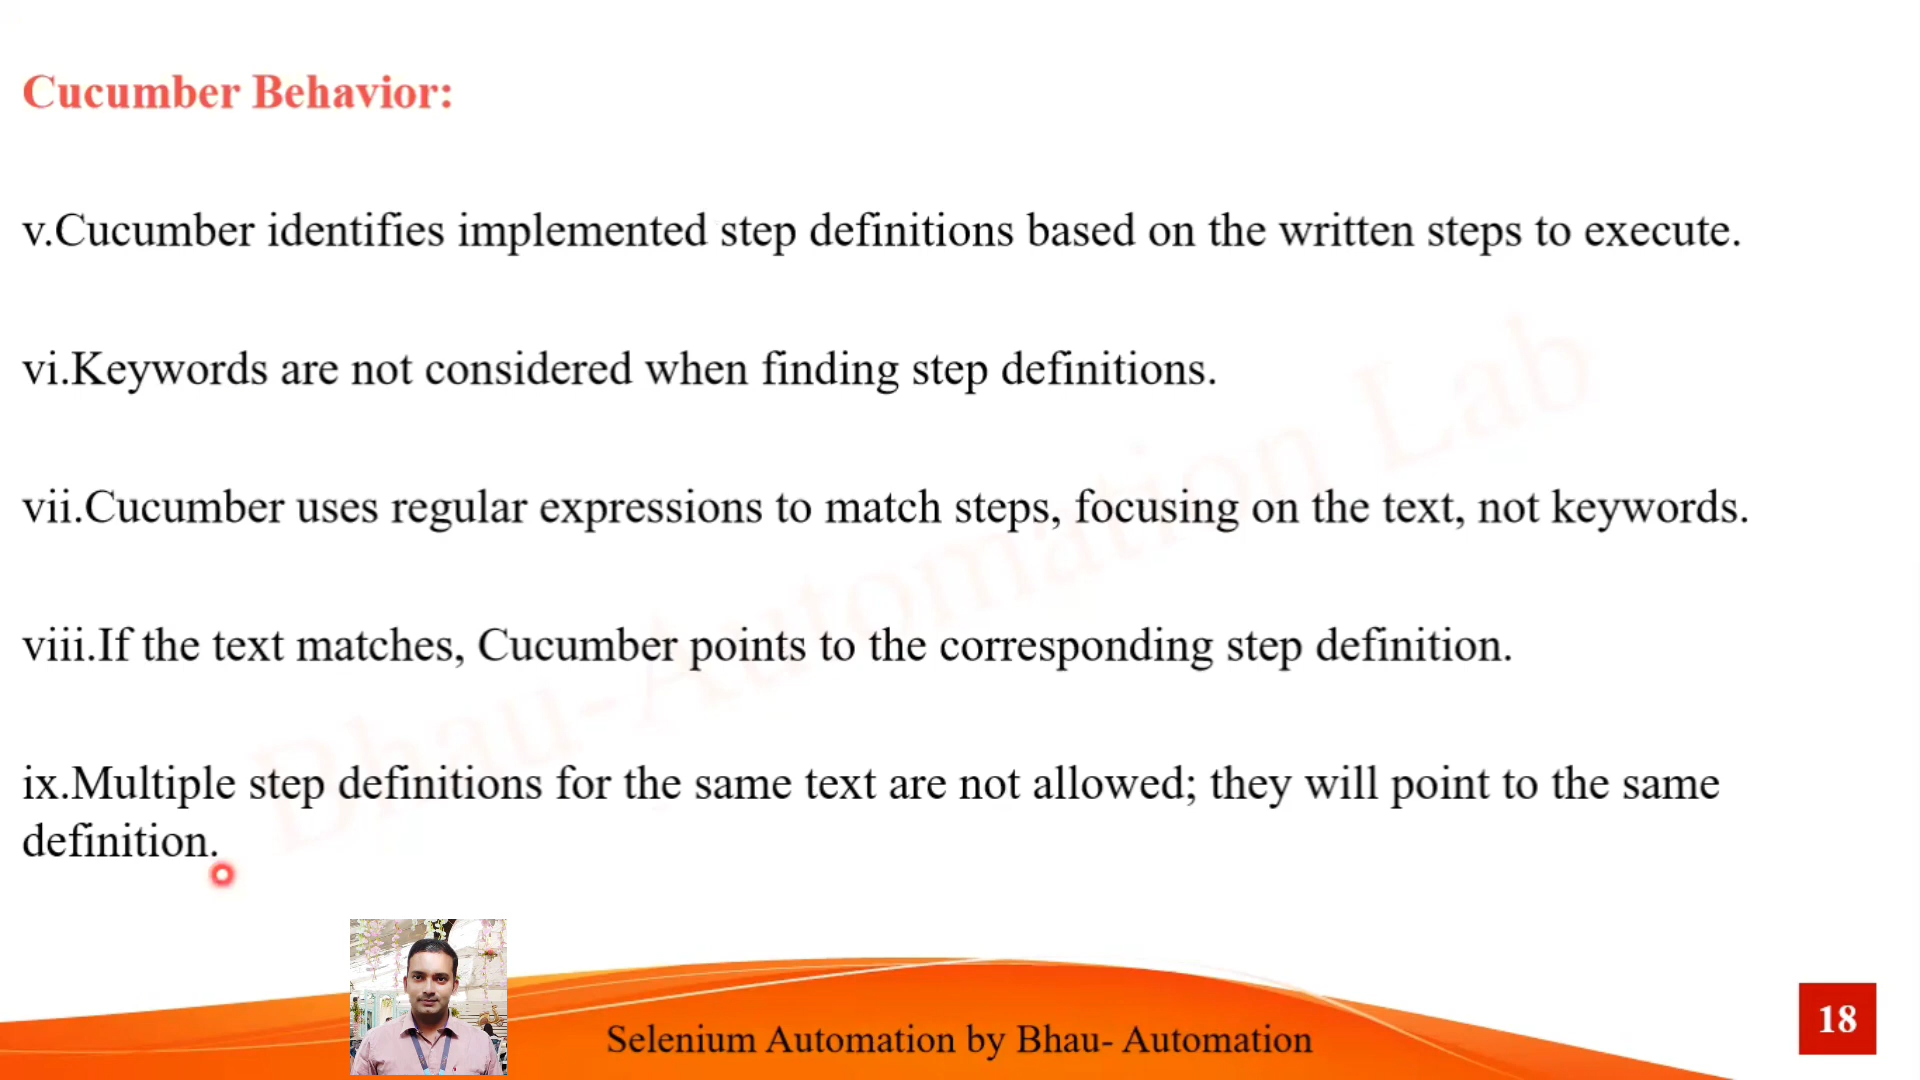 Cucumber Behavior:
v.Cucumber identifies implemented step definitions based on the written steps to execute.
vi.Keywords are not considered when finding step definitions.
vii.Cucumber uses regular expressions to match steps, focusing on the text, not keywords.
viii.If the text matches, Cucumber points to the corresponding step definition.
ix.Multiple step definitions for the same text are not allowed; they will point to the same
definition.
Bhau-Automation Lab
Selenium Automation by Bhau- Automation
18